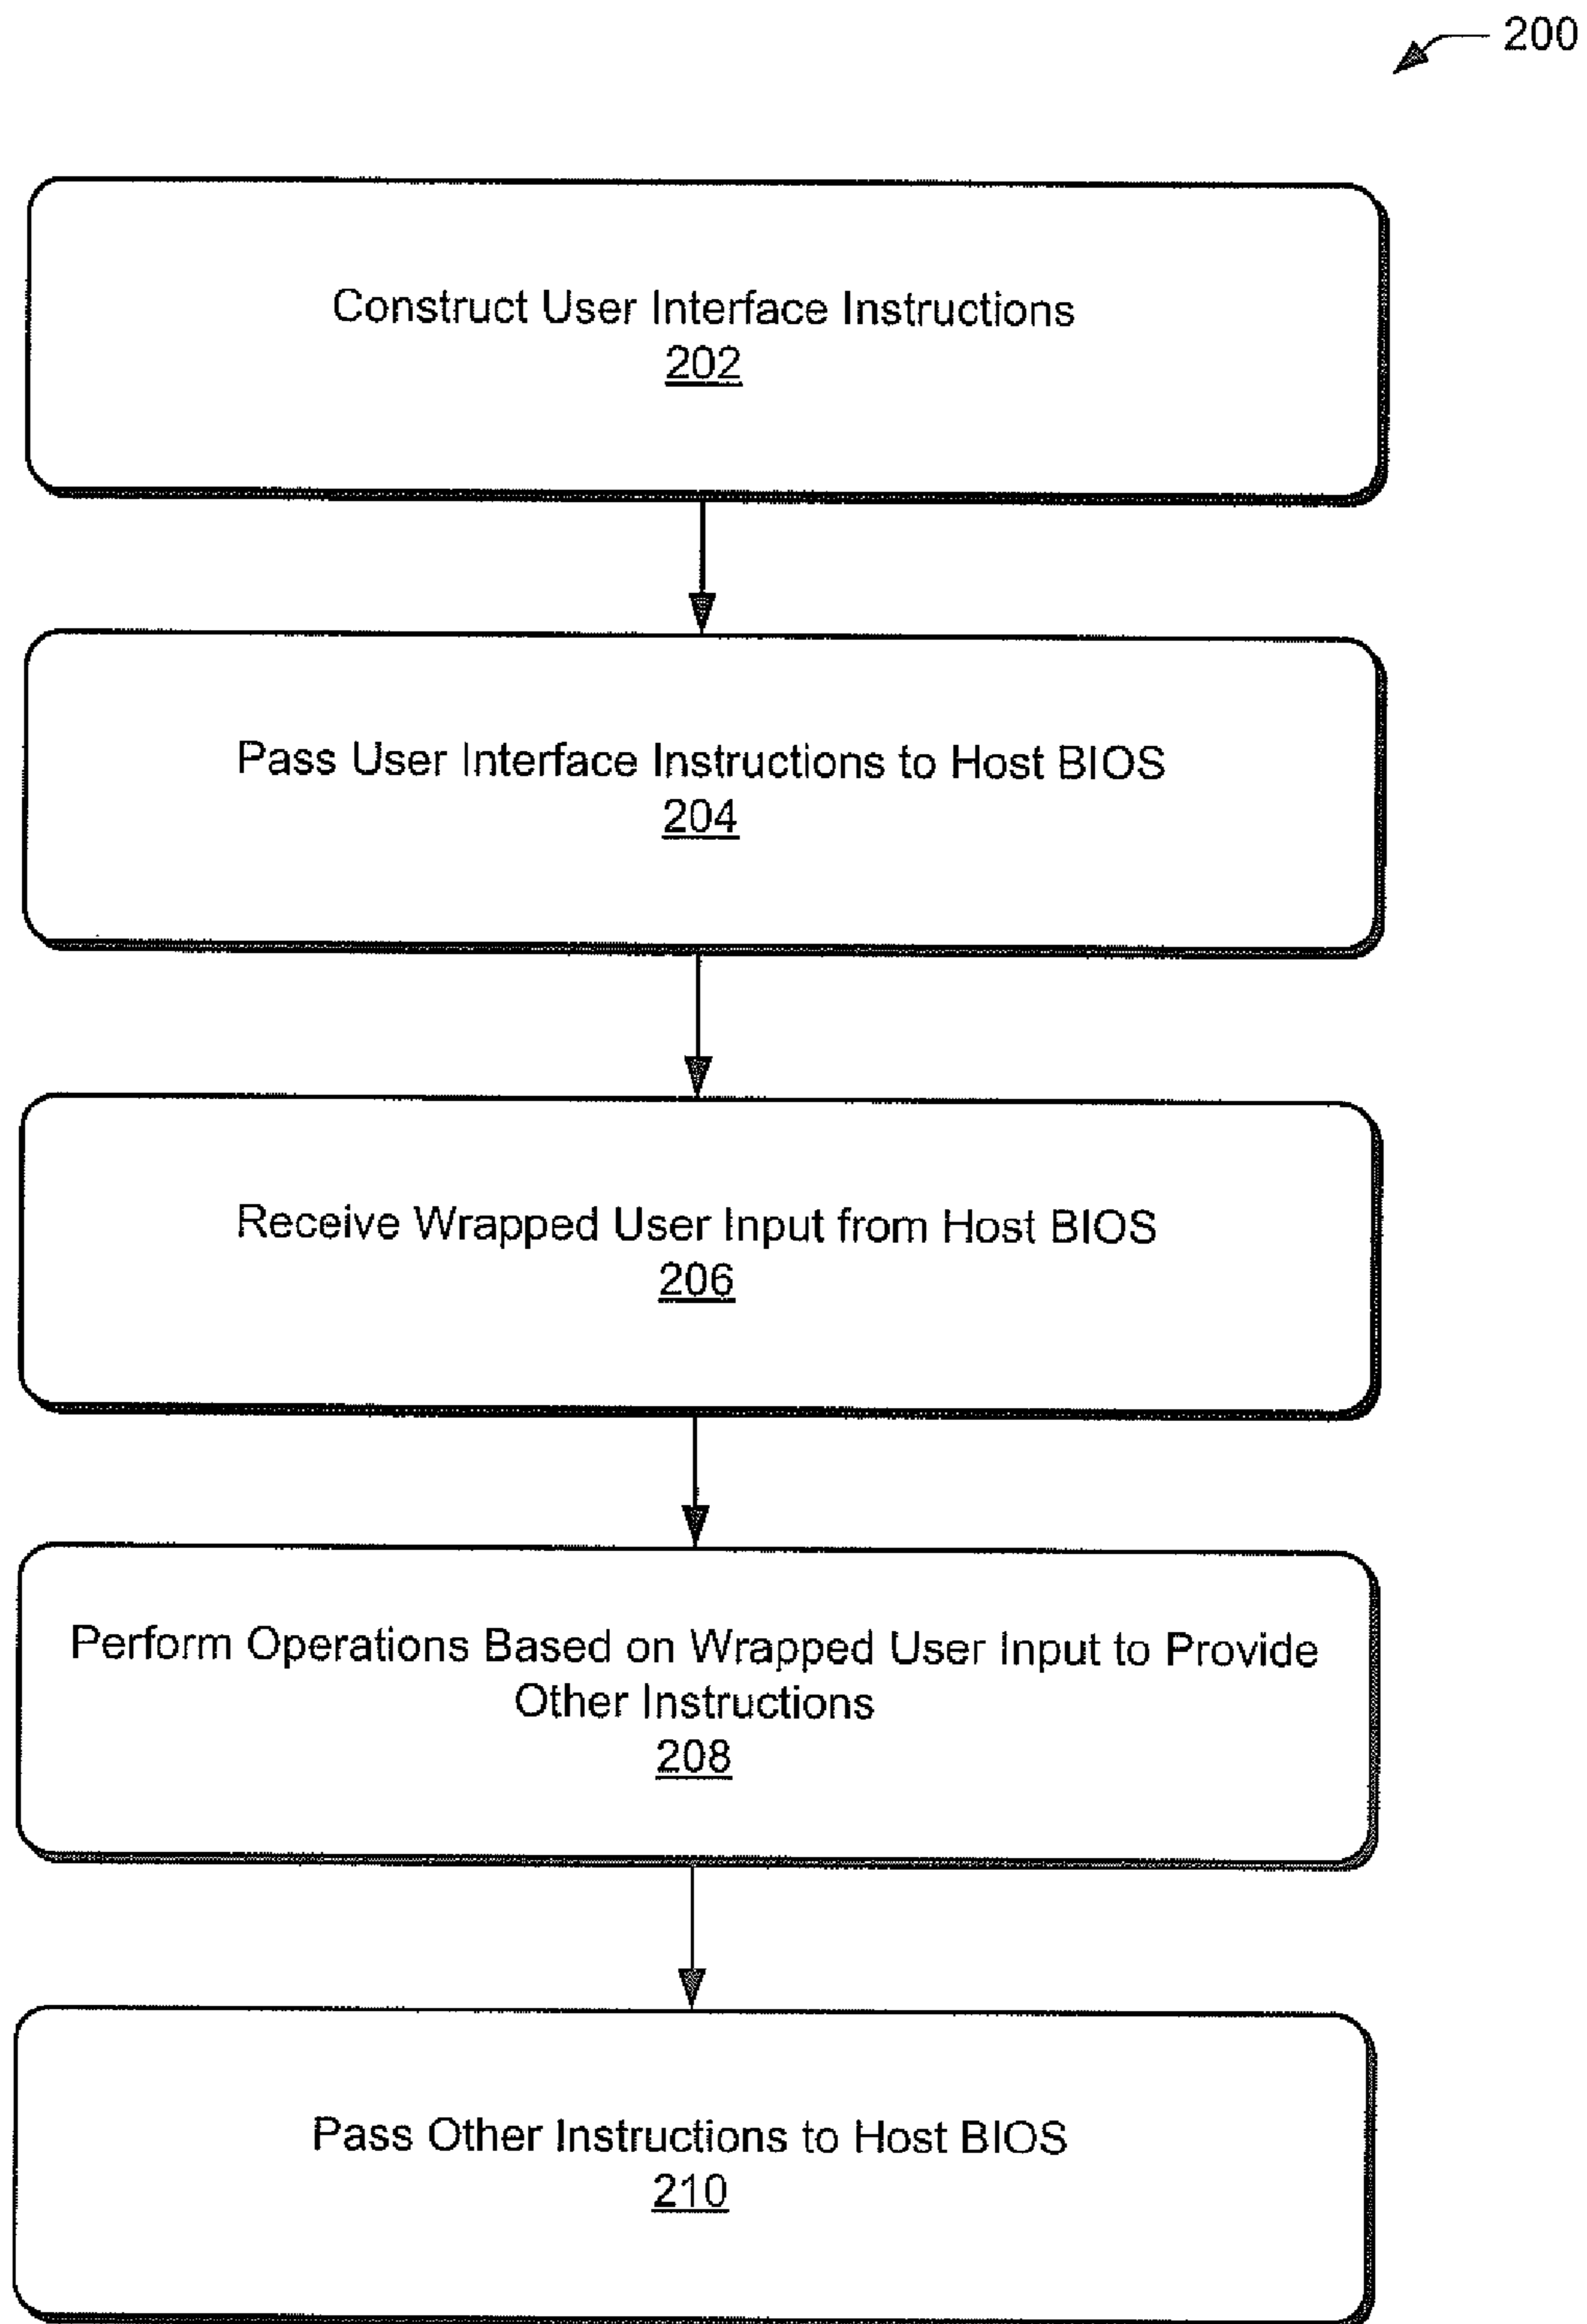 200
Construct User Interface Instructions
202
Pass User Interface Instructions to Host BIOS
204
Receive Wrapped User Input from Host BIOS
206
Perform Operations Based on Wrapped User Input to Provide
Other Instructions
208
Pass Other Instructions to Host BIOS
210